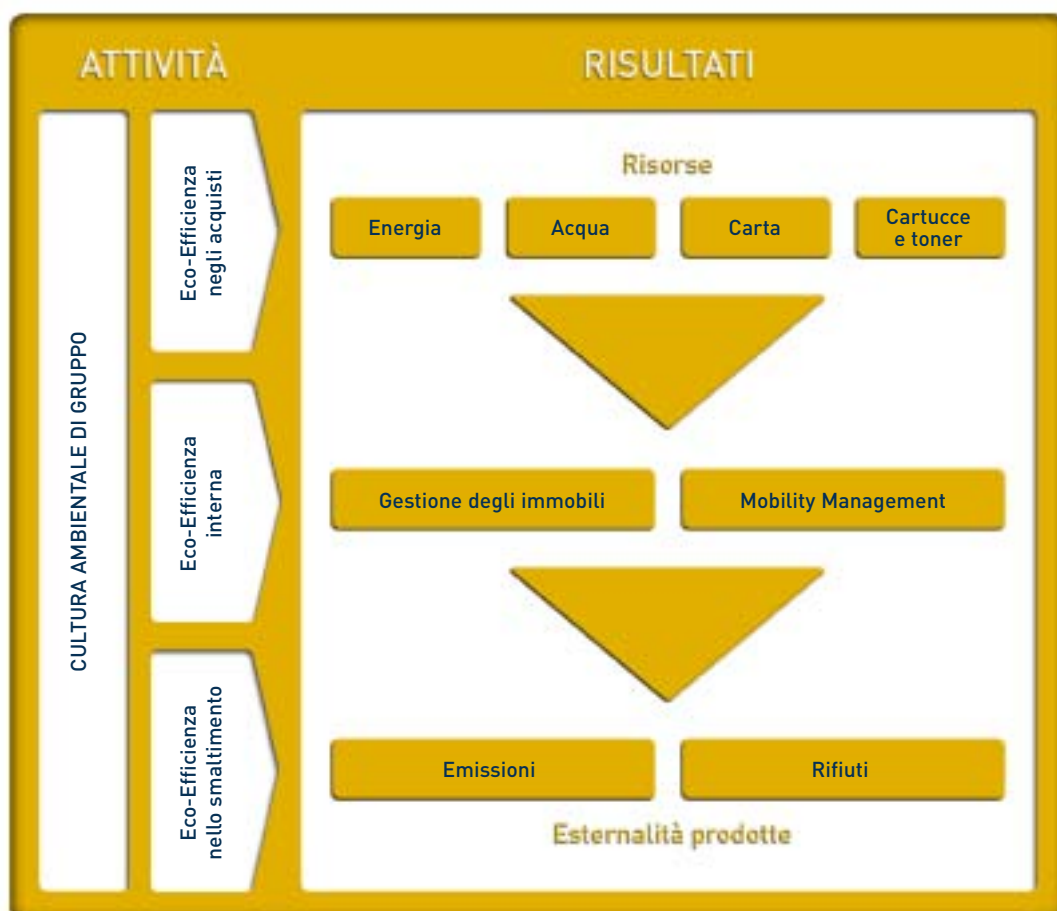 ATTIVITÀ
RISULTATI
CULTURA AMBIENTALE DI GRUPPO
Eco-Efficienza
negli acquisti
Eco-Efficienza
interna
Eco-Efficienza
nello smaltimento
Risorse
Energia
Acqua
Carta
Cartucce
e toner
Gestione degli immobili
Mobility Management
Emissioni
Rifiuti
Esternalità prodotte